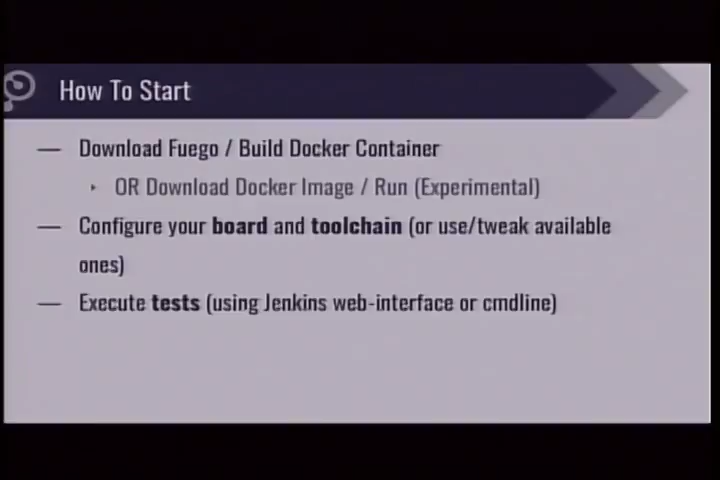 How To Start
— Download Fuego / Build Docker Container
‣ OR Download Docker Image / Run (Experimental)
— Configure your board and toolchain (or use/tweak available
ones)
— Execute tests (using Jenkins web-interface or cmdline)